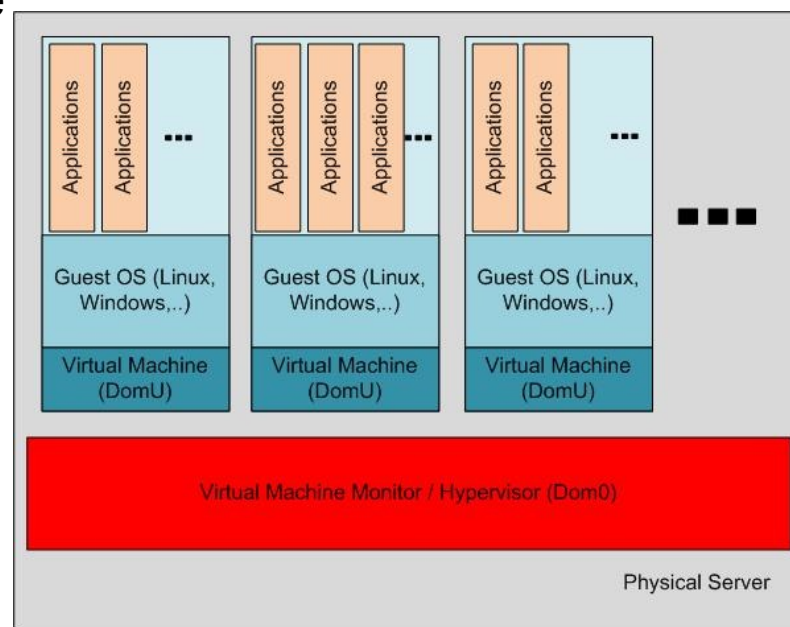 Applications
Applications
...
Applications
Applications
Applications
...
Applications
Applications
...
...
Guest OS (Linux,
Windows,..)
Guest OS (Linux,
Windows,..)
Guest OS (Linux,
Windows,..)
Virtual Machine
(DomU)
Virtual Machine
(DomU)
Virtual Machine
(DomU)
Virtual Machine Monitor / Hypervisor (Dom0)
Physical Server